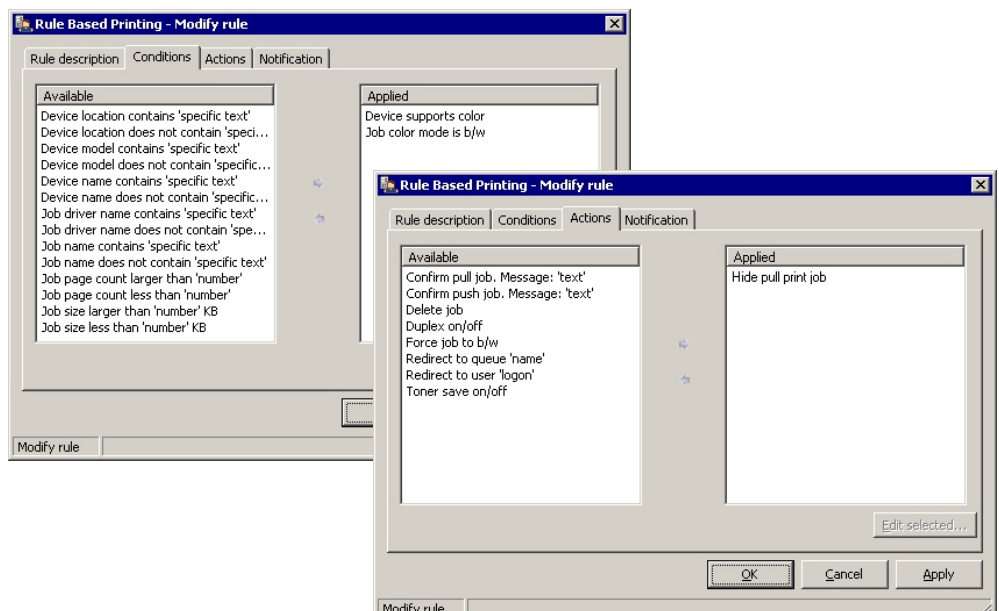 Rule Based Printing - Modify rule
Rule description Conditions Actions Notification
Available
Device location contains 'specific text'
Device location does not contain 'speci...
Device model contains 'specific text'
Device model does not contain 'specific...
Device name contains 'specific text'
Device name does not contain 'specific...
Job driver name contains 'specific text'
Job driver name does not contain 'spe...
Job name contains 'specific text'
Job name does not contain 'specific text'
Job page count larger than 'number'
Job page count less than 'number'
Job size larger than 'number' KB
Job size less than 'number' KB
Applied
Device supports color
Job color mode is b/w
Modify rule
Rule Based Printing - Modify rule
Rule description Conditions Actions Notification
Available
Confirm pull job. Message: 'text'
Confirm push job. Message: 'text'
Delete job
Duplex on/off
Force job to b/w
Redirect to queue 'name'
Redirect to user 'logon'
Toner save on/off
Applied
Hide pull print job
Edit selected...
OK Cancel Apply
Modify rule